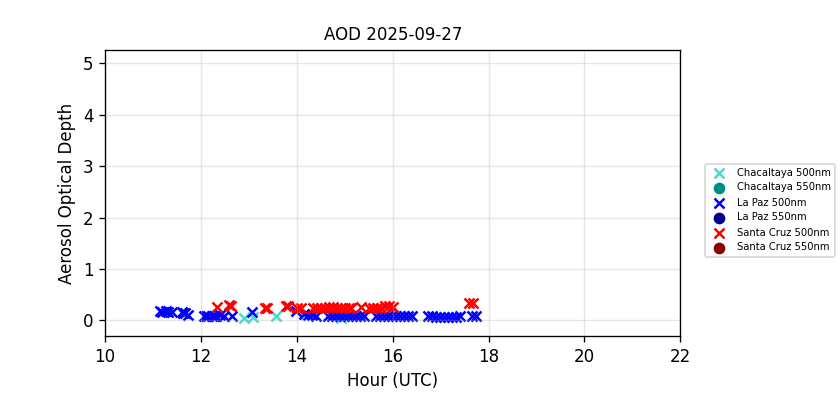 AOD 2025-09-27
Aerosol Optical Depth
5
4
3
2
1
0
10 12 14 16 18 20 22
Hour (UTC)
Chacaltaya 500nm
Chacaltaya 550nm
La Paz 500nm
La Paz 550nm
Santa Cruz 500nm
Santa Cruz 550nm